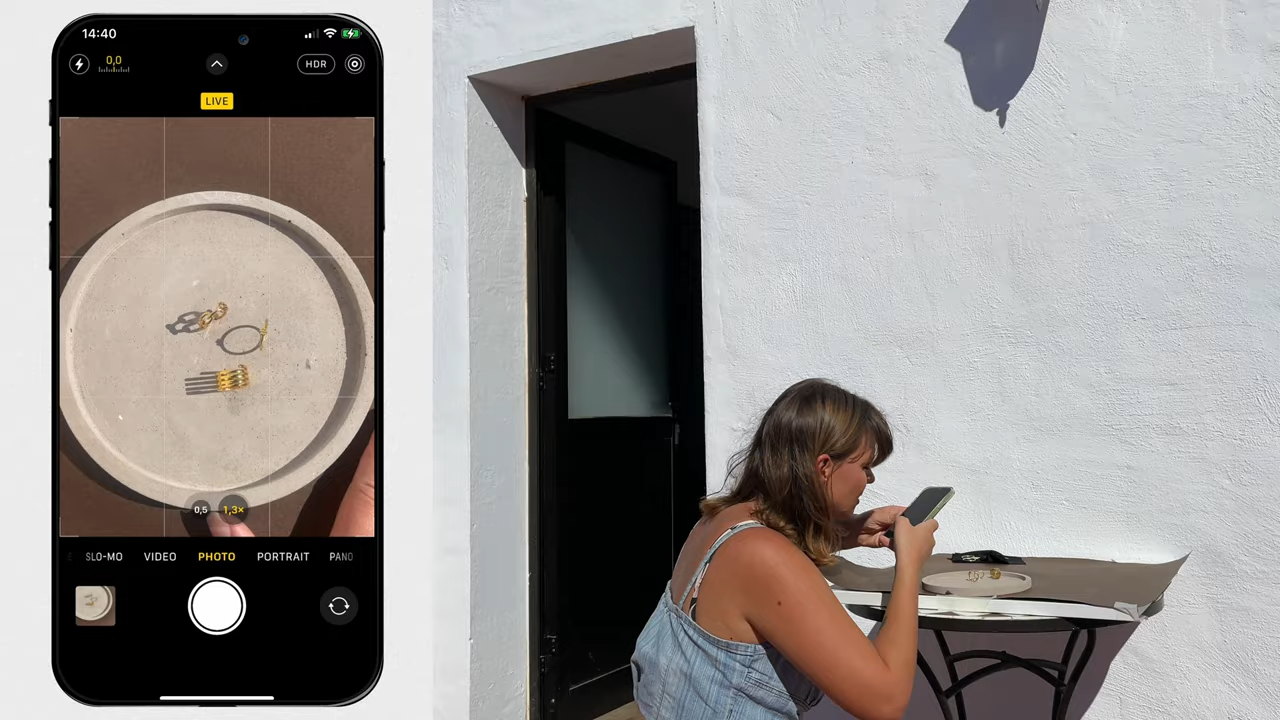 14:40
0,0
HDR
LIVE
0,5 1,3×
SLO-MO VIDEO PHOTO PORTRAIT PANO